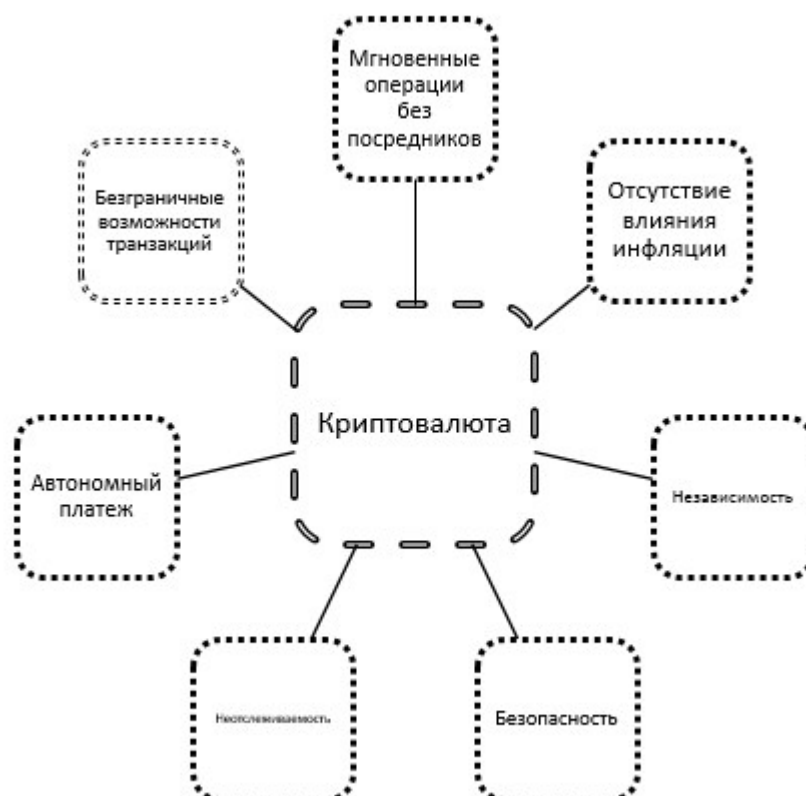 Мгновенные
операции
без
посредников
Безграничные
возможности
транзакций
Отсутствие
влияния
инфляции
Криптовалюта
Автономный
платеж
Независимость
Неотслеживаемость
Безопасность